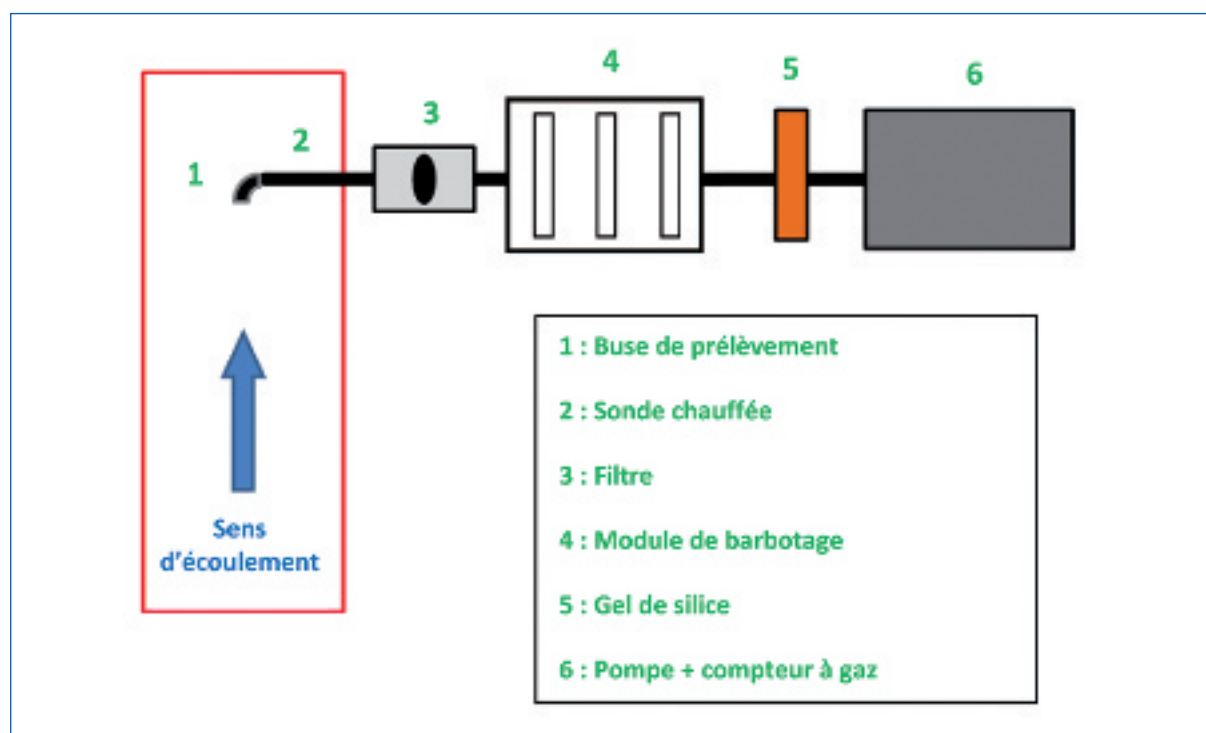 4
5
6
3
2
1
Sens
d'écoulement
1 : Buse de prélèvement
2 : Sonde chauffée
3 : Filtre
4 : Module de barbotage
5 : Gel de silice
6 : Pompe + compteur à gaz